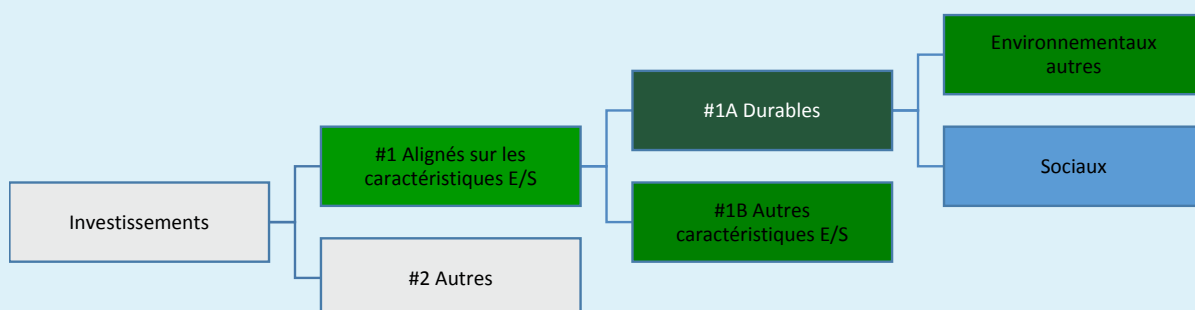 Investissements
#1 Alignés sur les
caractéristiques E/S
#2 Autres
#1A Durables
#1B Autres
caractéristiques E/S
Environnementaux
autres
Sociaux